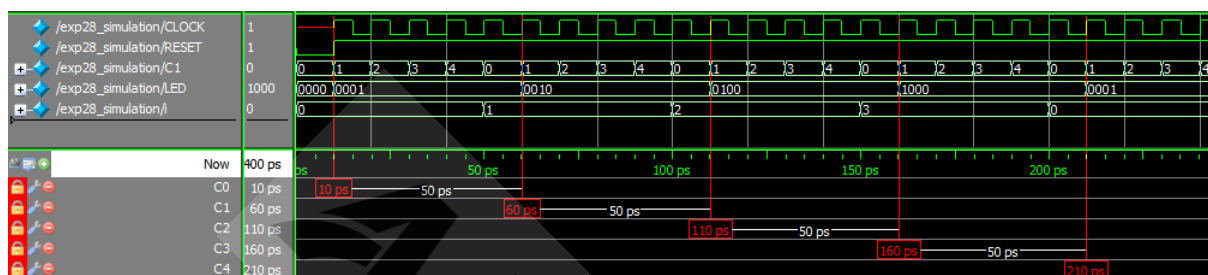 /exp28_simulation/CLOCK 1
/exp28_simulation/RESET 1
/exp28_simulation/C1 0 0 1 2 3 4 0 1 2 3 4 0 1 2 3 4 0 1 2 3 4 0 1 2 3 4
/exp28_simulation/LED 1000 0000 0001 0010 0100 1000 0001
/exp28_simulation/i 0 0 1 2 3 0
Now 400 ps ps 50 ps 100 ps 150 ps 200 ps
C0 10 ps 10 ps 50 ps
C1 60 ps 60 ps 50 ps
C2 110 ps 110 ps 50 ps
C3 160 ps 160 ps 50 ps
C4 210 ps 210 ps